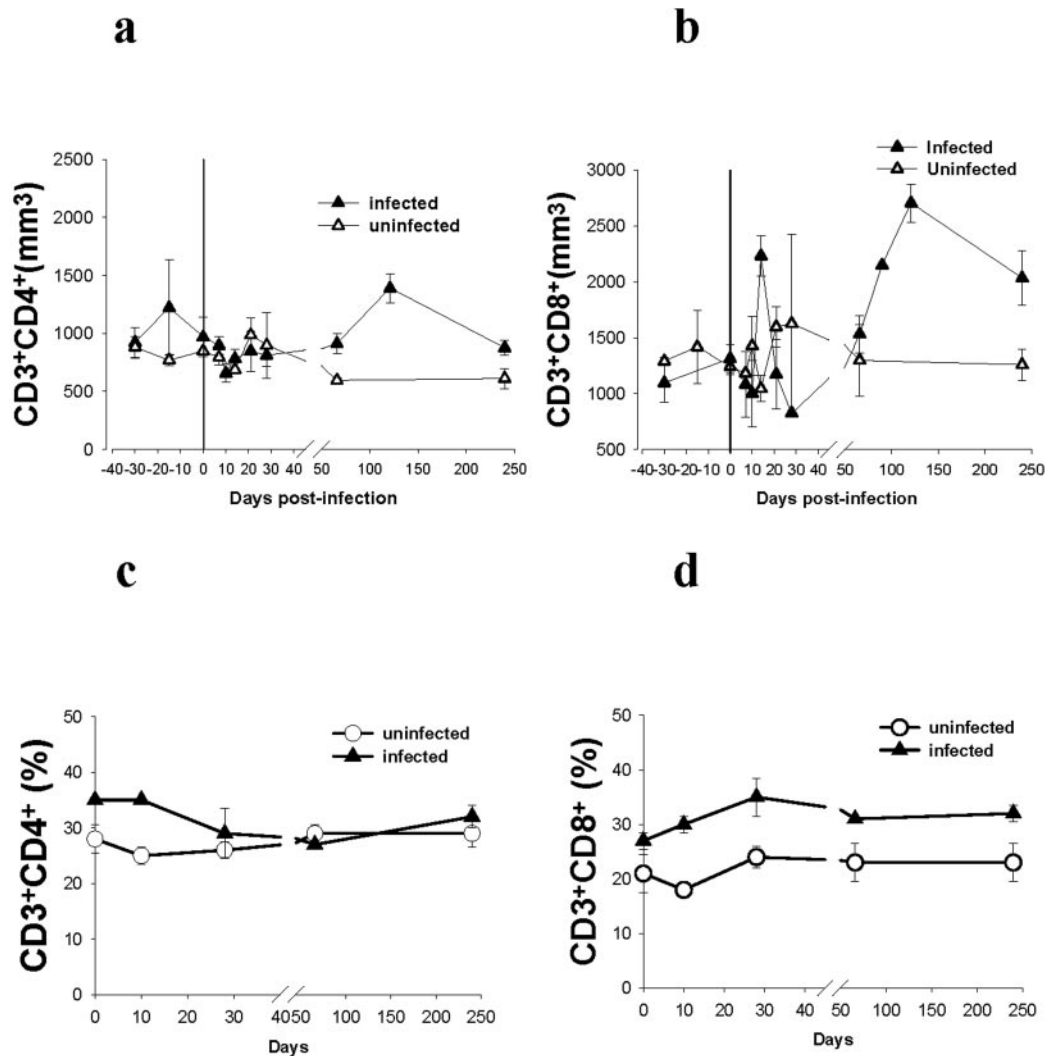 a
b
CD3+CD4+(mm3)
2500
2000
1500
1000
500
0
infected
uninfected
-40-30-20-10 0 10 20 30 40 50 100 150 200 250
Days post-infection
CD3+CD8+(mm3)
3000
2500
2000
1500
1000
500
Infected
Uninfected
-40-30-20-10 0 10 20 30 40 50 100 150 200 250
Days post-infection
c
d
CD3+CD4+ (%)
50
40
30
20
10
0
uninfected
infected
0 10 20 30 4050 100 150 200 250
Days
CD3+CD8+ (%)
50
40
30
20
10
0
uninfected
infected
0 10 20 30 40 50 100 150 200 250
Days